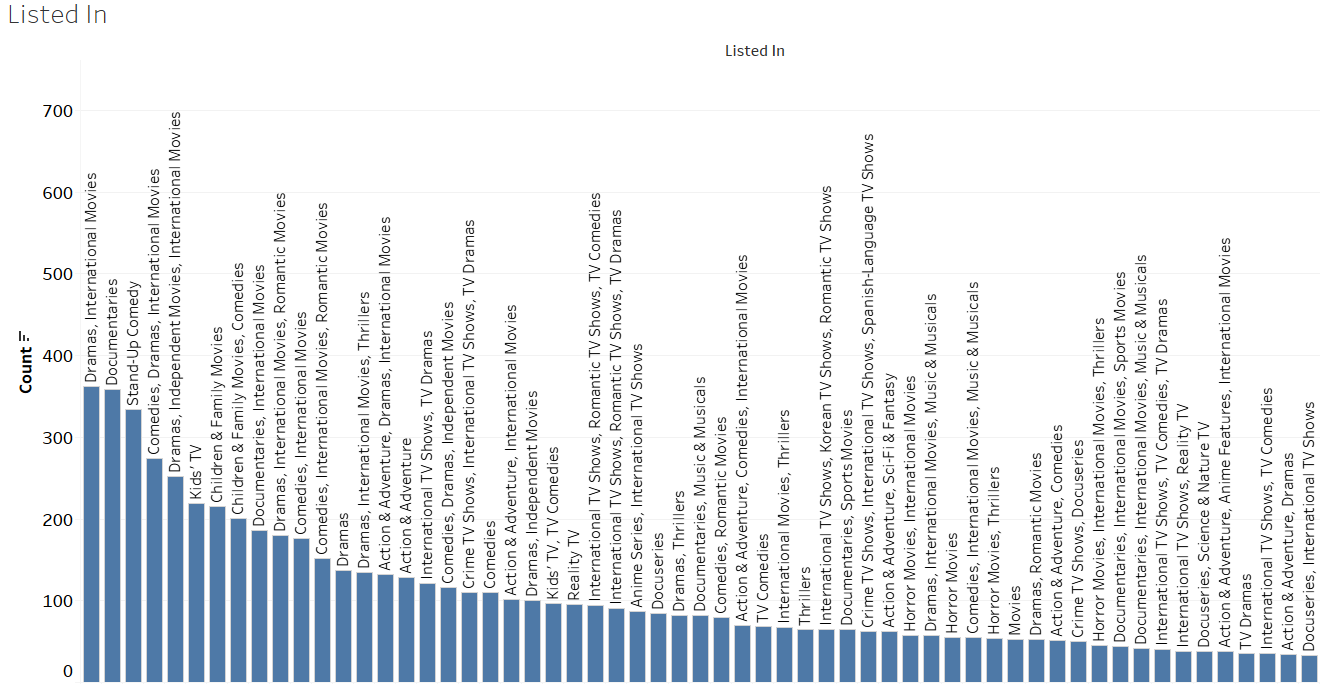 Listed In
Listed In
Count
700
600
500
400
300
200
100
0
Dramas, International Movies
Documentaries
Stand-Up Comedy
Comedies, Dramas, International Movies
Dramas, Independent Movies, International Movies
Kids' TV
Children & Family Movies
Children & Family Movies, Comedies
Documentaries, International Movies
Dramas, International Movies, Romantic Movies
Comedies, International Movies
Comedies, International Movies, Romantic Movies
Dramas
Dramas, International Movies, Thrillers
Action & Adventure, Dramas, International Movies
Action & Adventure
International TV Shows, TV Dramas
Comedies, Dramas, Independent Movies
Crime TV Shows, International TV Shows, TV Dramas
Comedies
Action & Adventure, International Movies
Dramas, Independent Movies
Kids' TV, TV Comedies
Reality TV
International TV Shows, Romantic TV Shows, TV Comedies
International TV Shows, Romantic TV Shows, TV Dramas
Anime Series, International TV Shows
Docuseries
Dramas, Thrillers
Documentaries, Music & Musicals
Comedies, Romantic Movies
Action & Adventure, Comedies, International Movies
TV Comedies
International Movies, Thrillers
Thrillers
International TV Shows, Korean TV Shows, Romantic TV Shows
Documentaries, Sports Movies
Crime TV Shows, International TV Shows, Spanish-Language TV Shows
Action & Adventure, Sci-Fi & Fantasy
Horror Movies, International Movies
Dramas, International Movies, Music & Musicals
Horror Movies
Comedies, International Movies, Music & Musicals
Horror Movies, Thrillers
Movies
Dramas, Romantic Movies
Action & Adventure, Comedies
Crime TV Shows, Docuseries
Horror Movies, International Movies, Thrillers
Documentaries, International Movies, Sports Movies
Documentaries, International Movies, Music & Musicals
International TV Shows, TV Comedies, TV Dramas
International TV Shows, Reality TV
Docuseries, Science & Nature TV
Action & Adventure, Anime Features, International Movies
TV Dramas
International TV Shows, TV Comedies
Action & Adventure, Dramas
Docuseries, International TV Shows